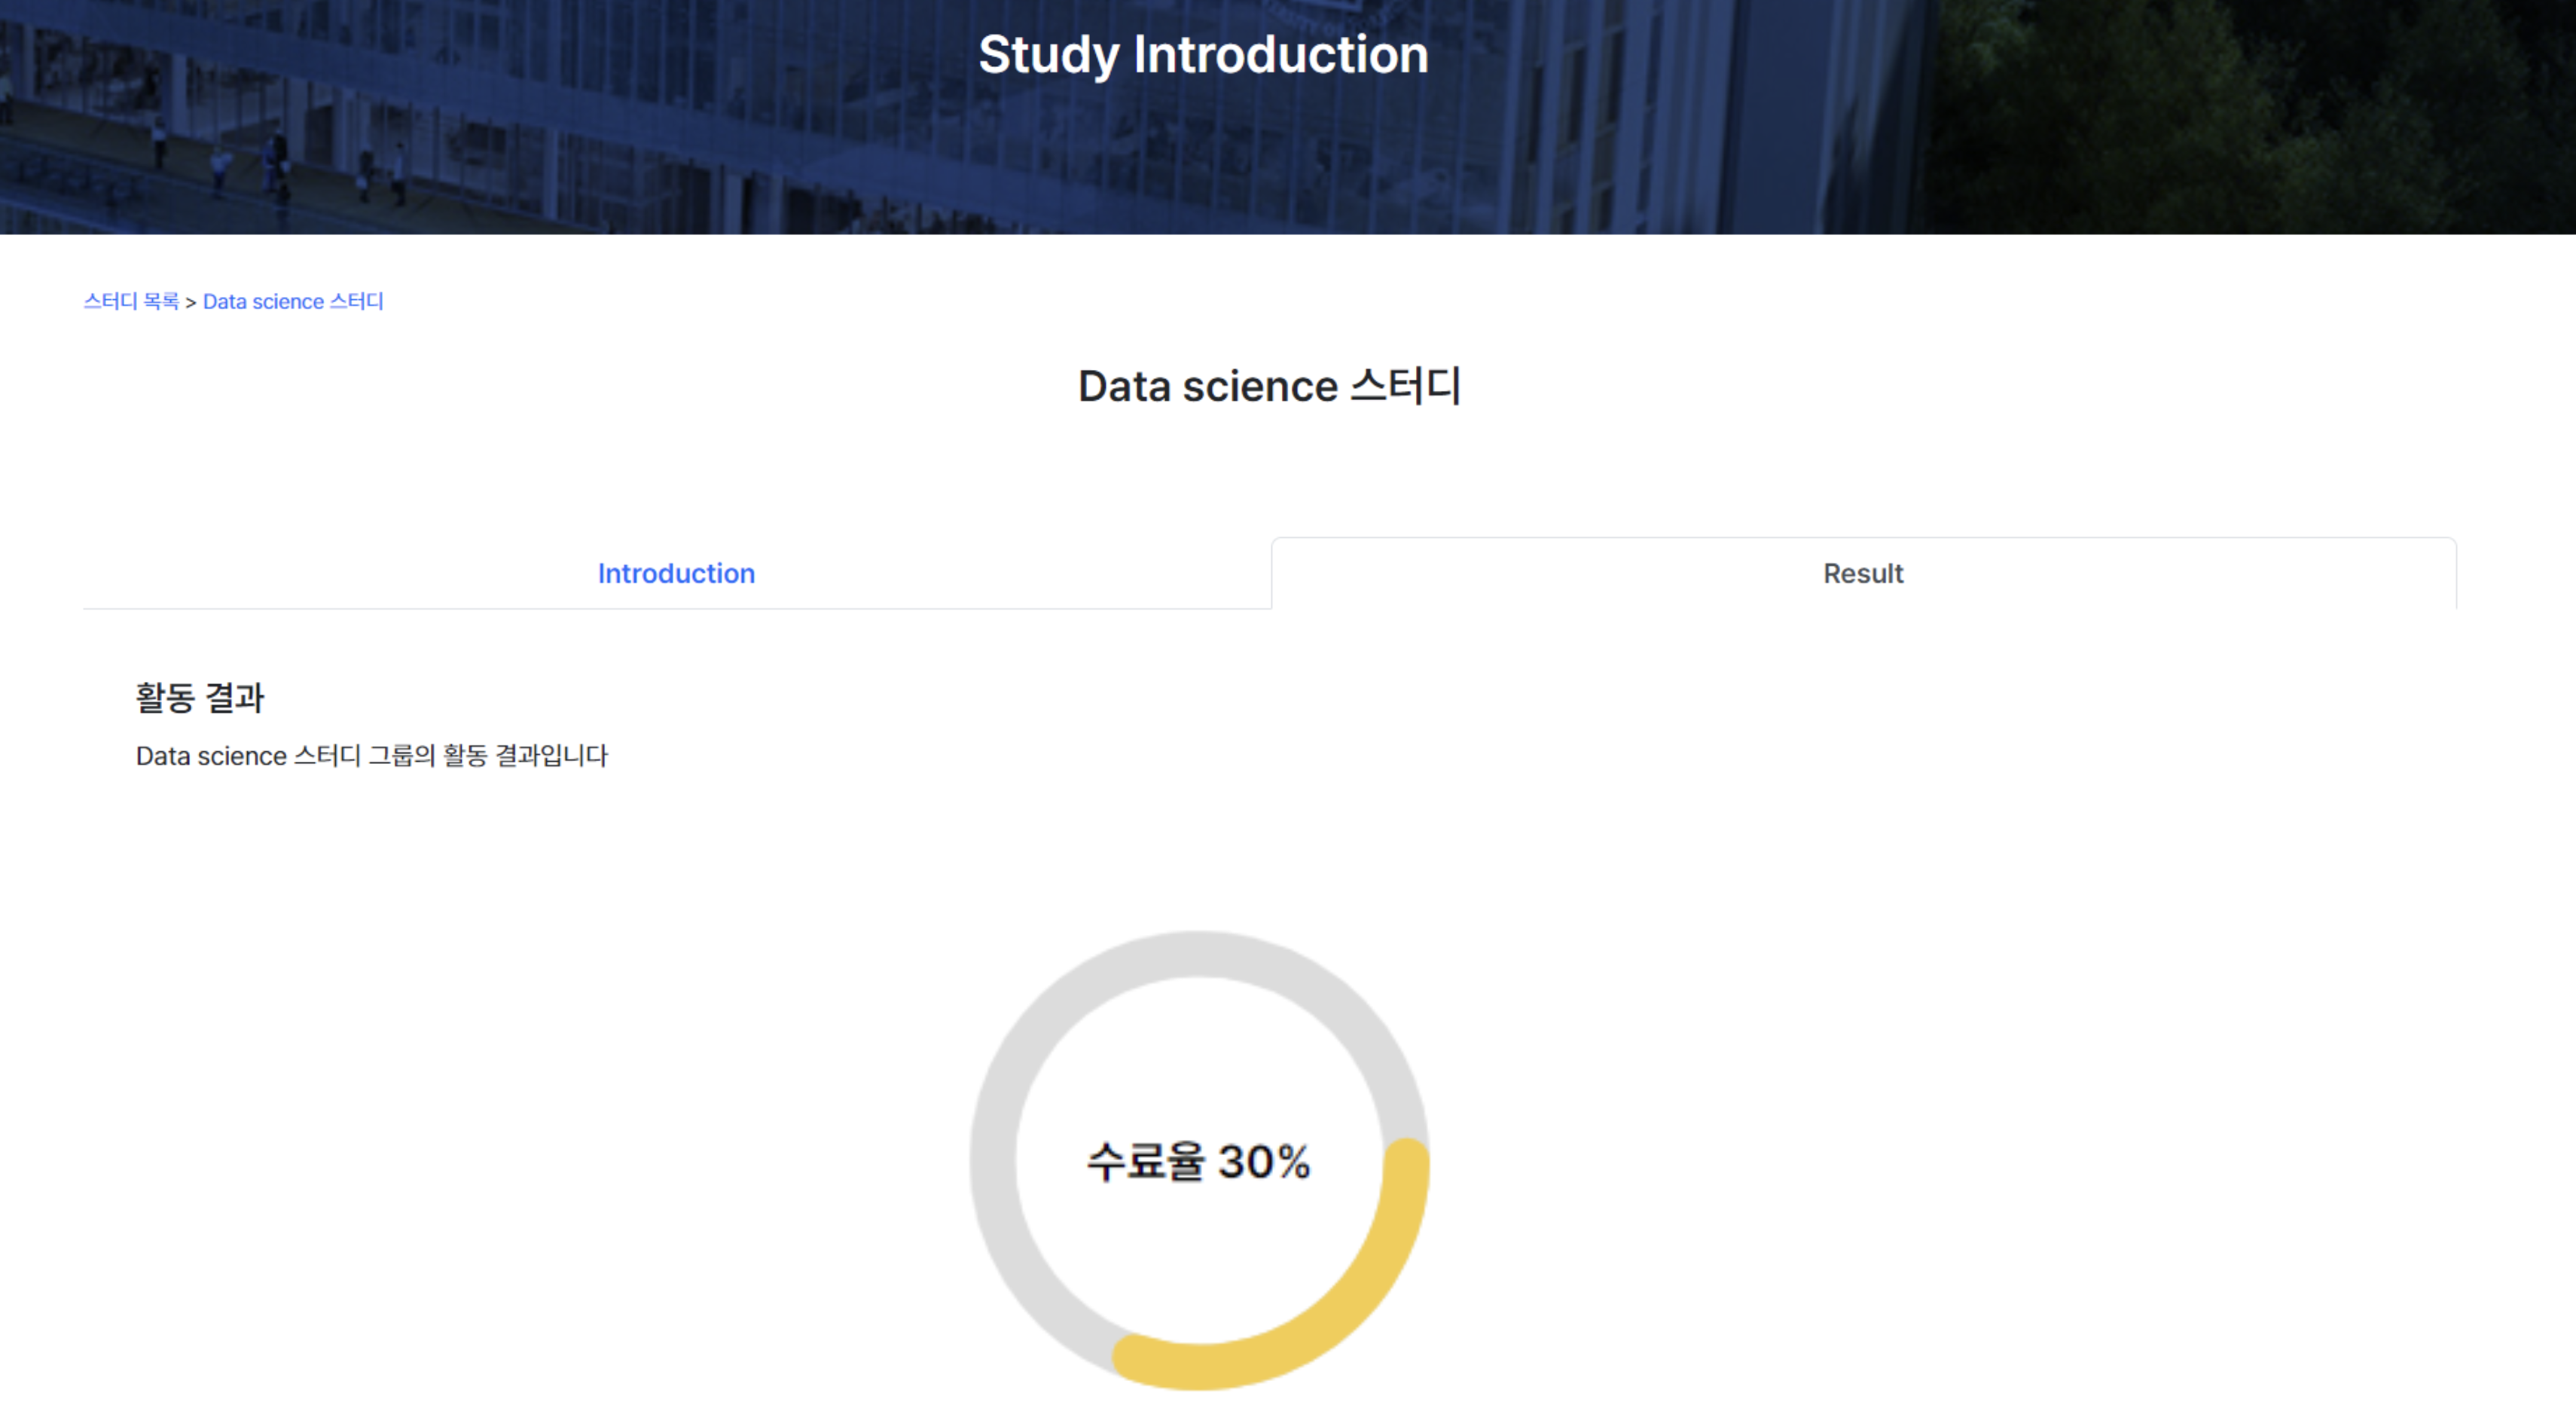 Study Introduction
스터디 목록 > Data science 스터디
Data science 스터디
Introduction
Result
활동 결과
Data science 스터디 그룹의 활동 결과입니다
수료율 30%